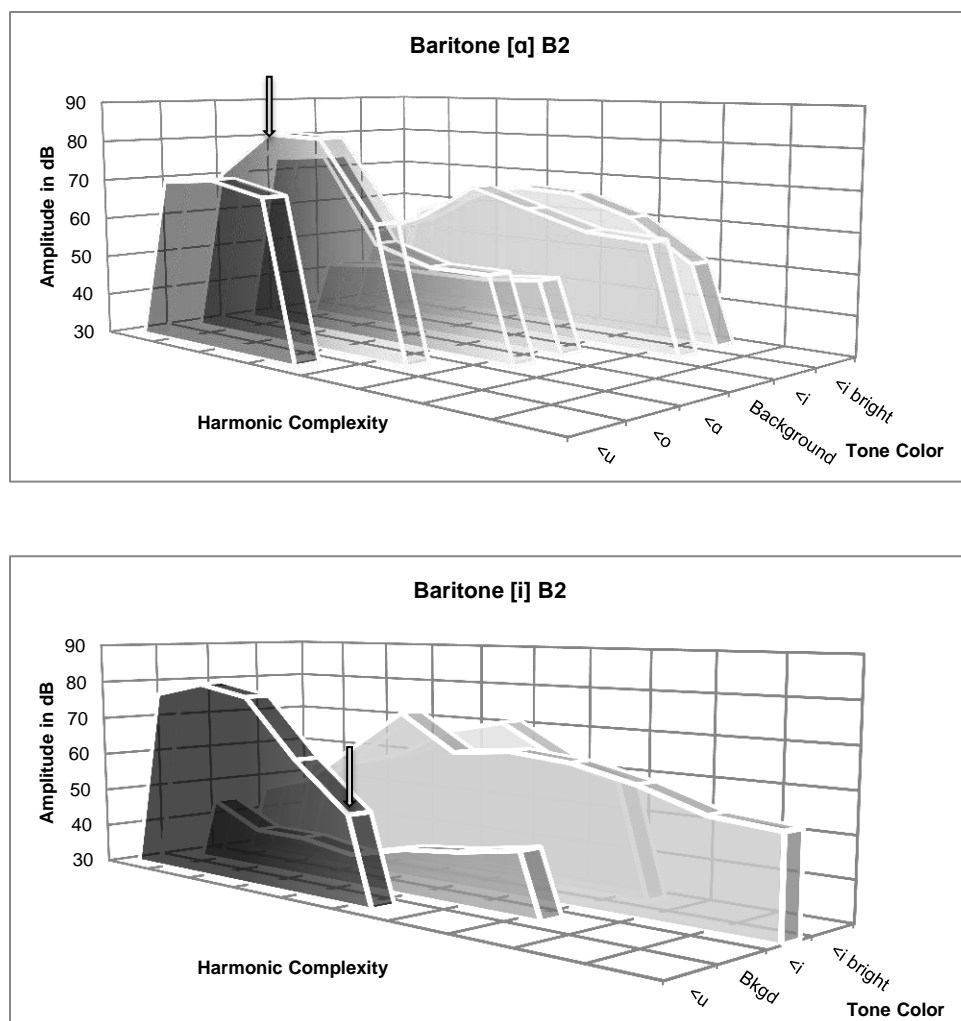 Baritone [ɑ] B2
90
80
70
60
50
40
30
Amplitude in dB
Harmonic Complexity
<u
<o
<ɑ
Background
<i
<i bright
Tone Color
Baritone [i] B2
90
80
70
60
50
40
30
Amplitude in dB
Harmonic Complexity
<u
Bkgd
<i
<i bright
Tone Color